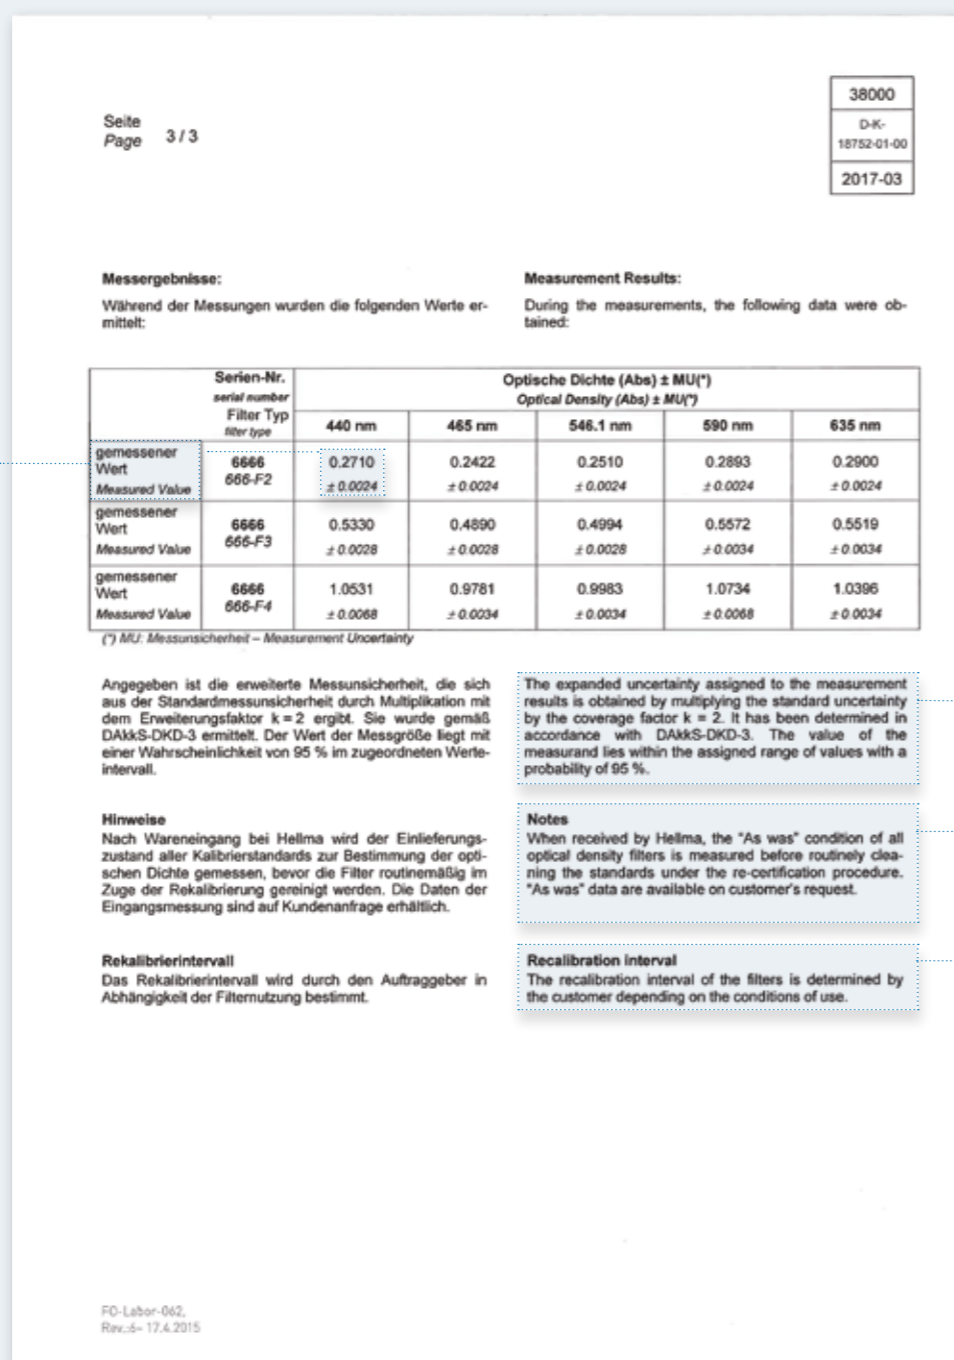 38000
D-K-
18752-01-00
2017-03
Seite
Page 3 / 3
Messergebnisse:
Während der Messungen wurden die folgenden Werte er-
mittelt:
Measurement Results:
During the measurements, the following data were ob-
tained:
Serien-Nr.
serial number
Filter Typ
filter type
Optische Dichte (Abs) ± MU(*)
Optical Density (Abs) ± MU(*)
440 nm 465 nm 546.1 nm 590 nm 635 nm
gemessener
Wert
Measured Value
6666
666-F2
0.2710 0.2422 0.2510 0.2893 0.2900
± 0.0024 ± 0.0024 ± 0.0024 ± 0.0024 ± 0.0024
gemessener
Wert
Measured Value
6666
666-F3
0.5330 0.4890 0.4994 0.5572 0.5519
± 0.0028 ± 0.0028 ± 0.0028 ± 0.0034 ± 0.0034
gemessener
Wert
Measured Value
6666
666-F4
1.0531 0.9781 0.9983 1.0734 1.0396
± 0.0068 ± 0.0034 ± 0.0034 ± 0.0068 ± 0.0034
(*) MU: Messunsicherheit – Measurement Uncertainty
Angegeben ist die erweiterte Messunsicherheit, die sich
aus der Standardmessunsicherheit durch Multiplikation mit
dem Erweiterungsfaktor k = 2 ergibt. Sie wurde gemäß
DAkkS-DKD-3 ermittelt. Der Wert der Messgröße liegt mit
einer Wahrscheinlichkeit von 95 % im zugeordneten Werte-
intervall.
The expanded uncertainty assigned to the measurement
results is obtained by multiplying the standard uncertainty
by the coverage factor k = 2. It has been determined in
accordance with DAkkS-DKD-3. The value of the
measurand lies within the assigned range of values with a
probability of 95 %.
Hinweise
Nach Wareneingang bei Hellma wird der Einlieferungs-
zustand aller Kalibrierstandards zur Bestimmung der opti-
schen Dichte gemessen, bevor die Filter routinemäßig im
Zuge der Rekalibrierung gereinigt werden. Die Daten der
Eingangsmessung sind auf Kundenanfrage erhältlich.
Notes
When received by Hellma, the "As was" condition of all
optical density filters is measured before routinely clea-
ning the standards under the re-certification procedure.
"As was" data are available on customer's request.
Rekalibrierintervall
Das Rekalibrierintervall wird durch den Auftraggeber in
Abhängigkeit der Filternutzung bestimmt.
Recalibration interval
The recalibration interval of the filters is determined by
the customer depending on the conditions of use.
FO-Labor-062,
Rev.:6– 17.4.2015